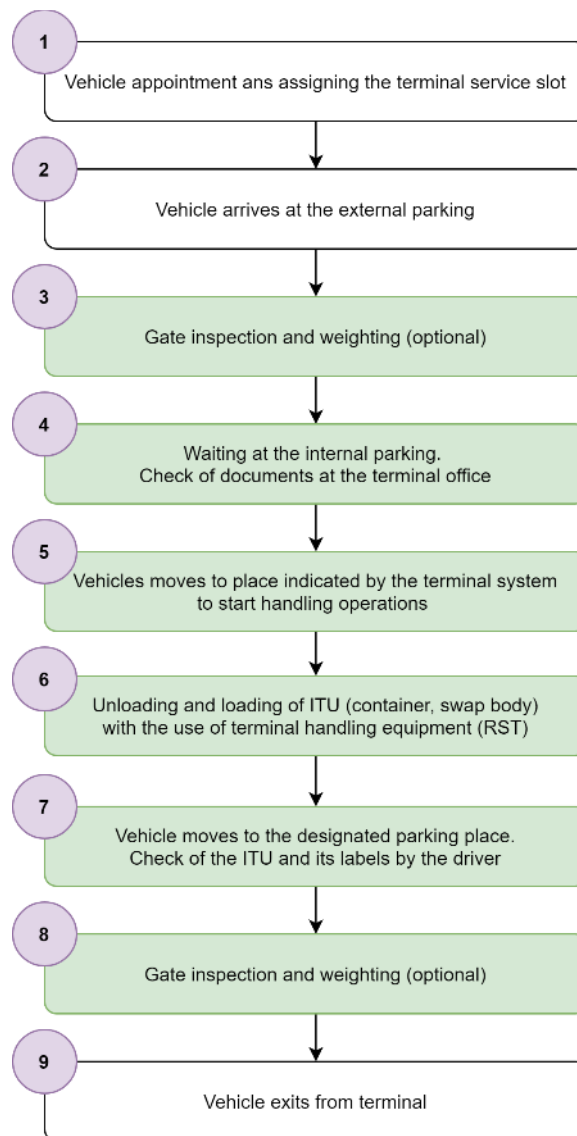 1
Vehicle appointment ans assigning the terminal service slot
2
Vehicle arrives at the external parking
3
Gate inspection and weighting (optional)
4
Waiting at the internal parking.
Check of documents at the terminal office
5
Vehicles moves to place indicated by the terminal system
to start handling operations
6
Unloading and loading of ITU (container, swap body)
with the use of terminal handling equipment (RST)
7
Vehicle moves to the designated parking place.
Check of the ITU and its labels by the driver
8
Gate inspection and weighting (optional)
9
Vehicle exits from terminal